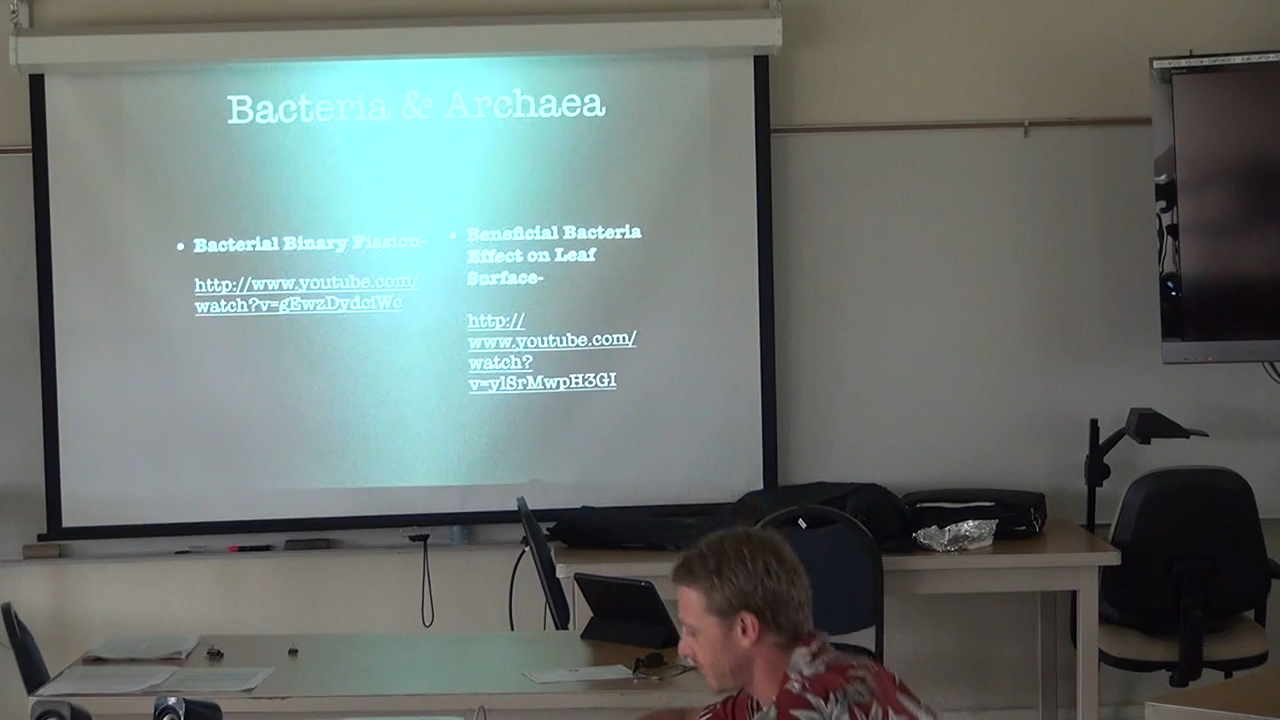 Bacteria & Archaea
• Bacterial Binary Fission-
http://www.youtube.com/
watch?v=gEwzDydciWc
• Beneficial Bacteria
Effect on Leaf
Surface-
http://
www.youtube.com/
watch?
v=ylSrMwpH3GI